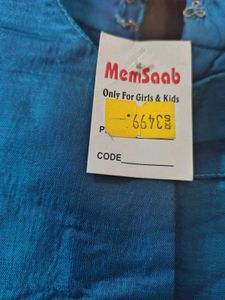 MemSaab
Only For Girls & Kids
3499
P
CODE